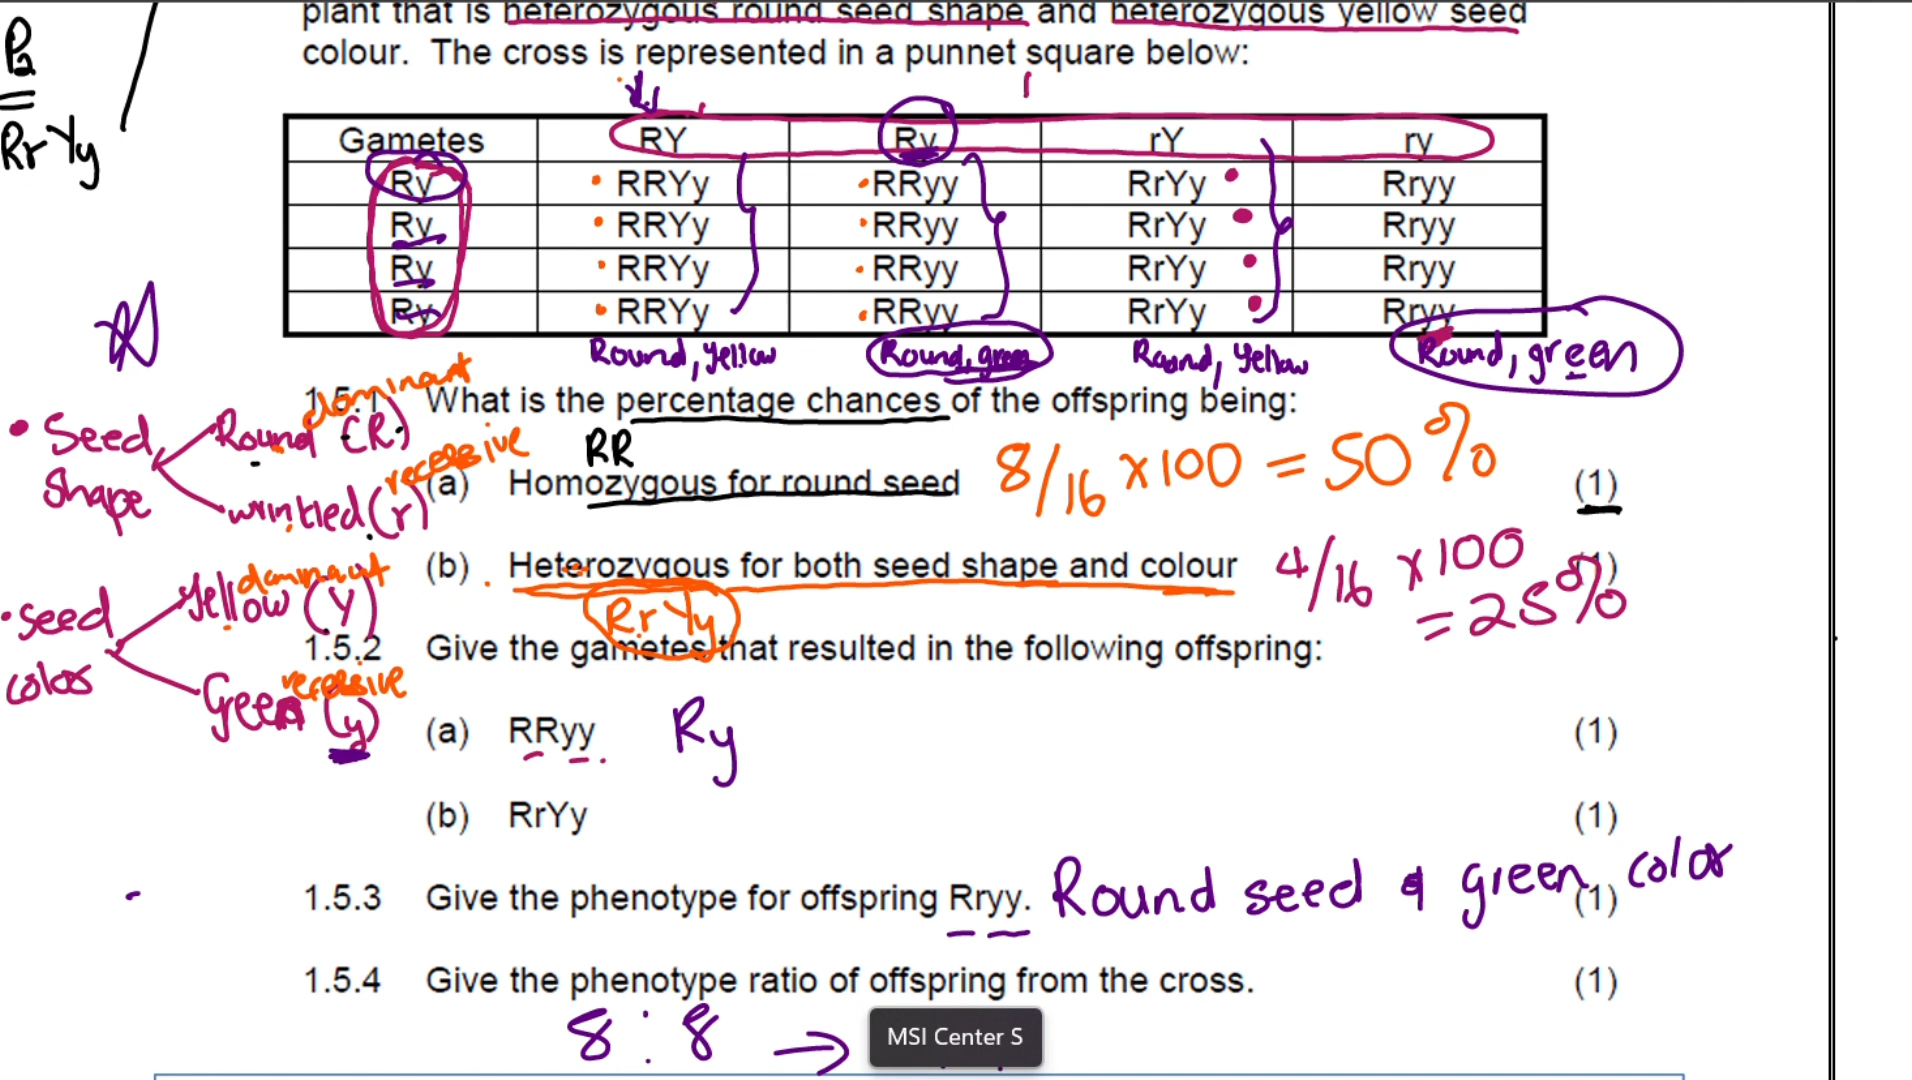 plant that is heterozygous round seed shape and heterozygous yellow seed
colour. The cross is represented in a punnet square below:
P2
RrYy
Gametes RY Ry rY ry
Ry RRYy RRyy RrYy Rryy
Ry RRYy RRyy RrYy Rryy
Ry RRYy RRyy RrYy Rryy
Ry RRYy RRyy RrYy Rryy
Round, yellow Round, green Round, Yellow Round, green
1.5.1 What is the percentage chances of the offspring being:
dominant
Seed shape
Round (R)
recessive
wrinkled (r)
RR
(a) Homozygous for round seed 8/16 x 100 = 50% (1)
(b) Heterozygous for both seed shape and colour 4/16 x 100 = 25% (1)
RrYy
seed color
dominant
Yellow (Y)
recessive
Green (y)
1.5.2 Give the gametes that resulted in the following offspring:
(a) RRyy Ry (1)
(b) RrYy (1)
1.5.3 Give the phenotype for offspring Rryy. Round seed & green color (1)
1.5.4 Give the phenotype ratio of offspring from the cross. (1)
8 : 8 →
MSI Center S